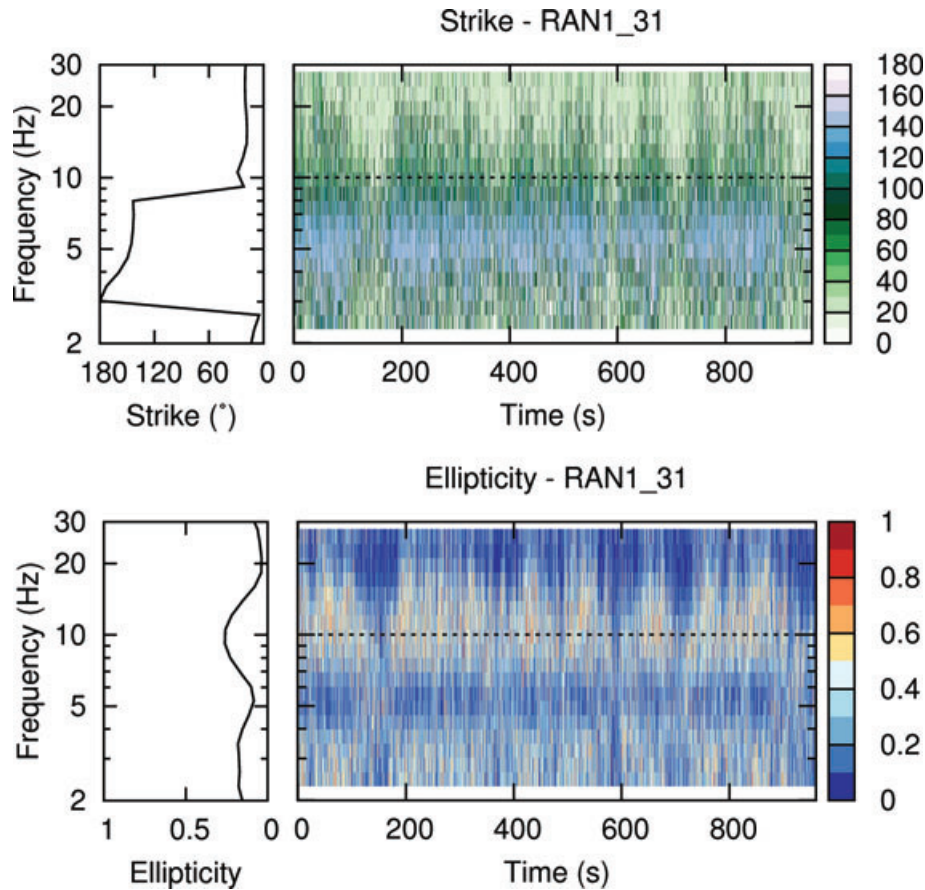 Strike - RAN1_31
Frequency (Hz)
30
20
10
5
2
180 120 60 0
Strike (˚)
0 200 400 600 800
Time (s)
180
160
140
120
100
80
60
40
20
0
Ellipticity - RAN1_31
Frequency (Hz)
30
20
10
5
2
1 0.5 0
Ellipticity
0 200 400 600 800
Time (s)
1
0.8
0.6
0.4
0.2
0